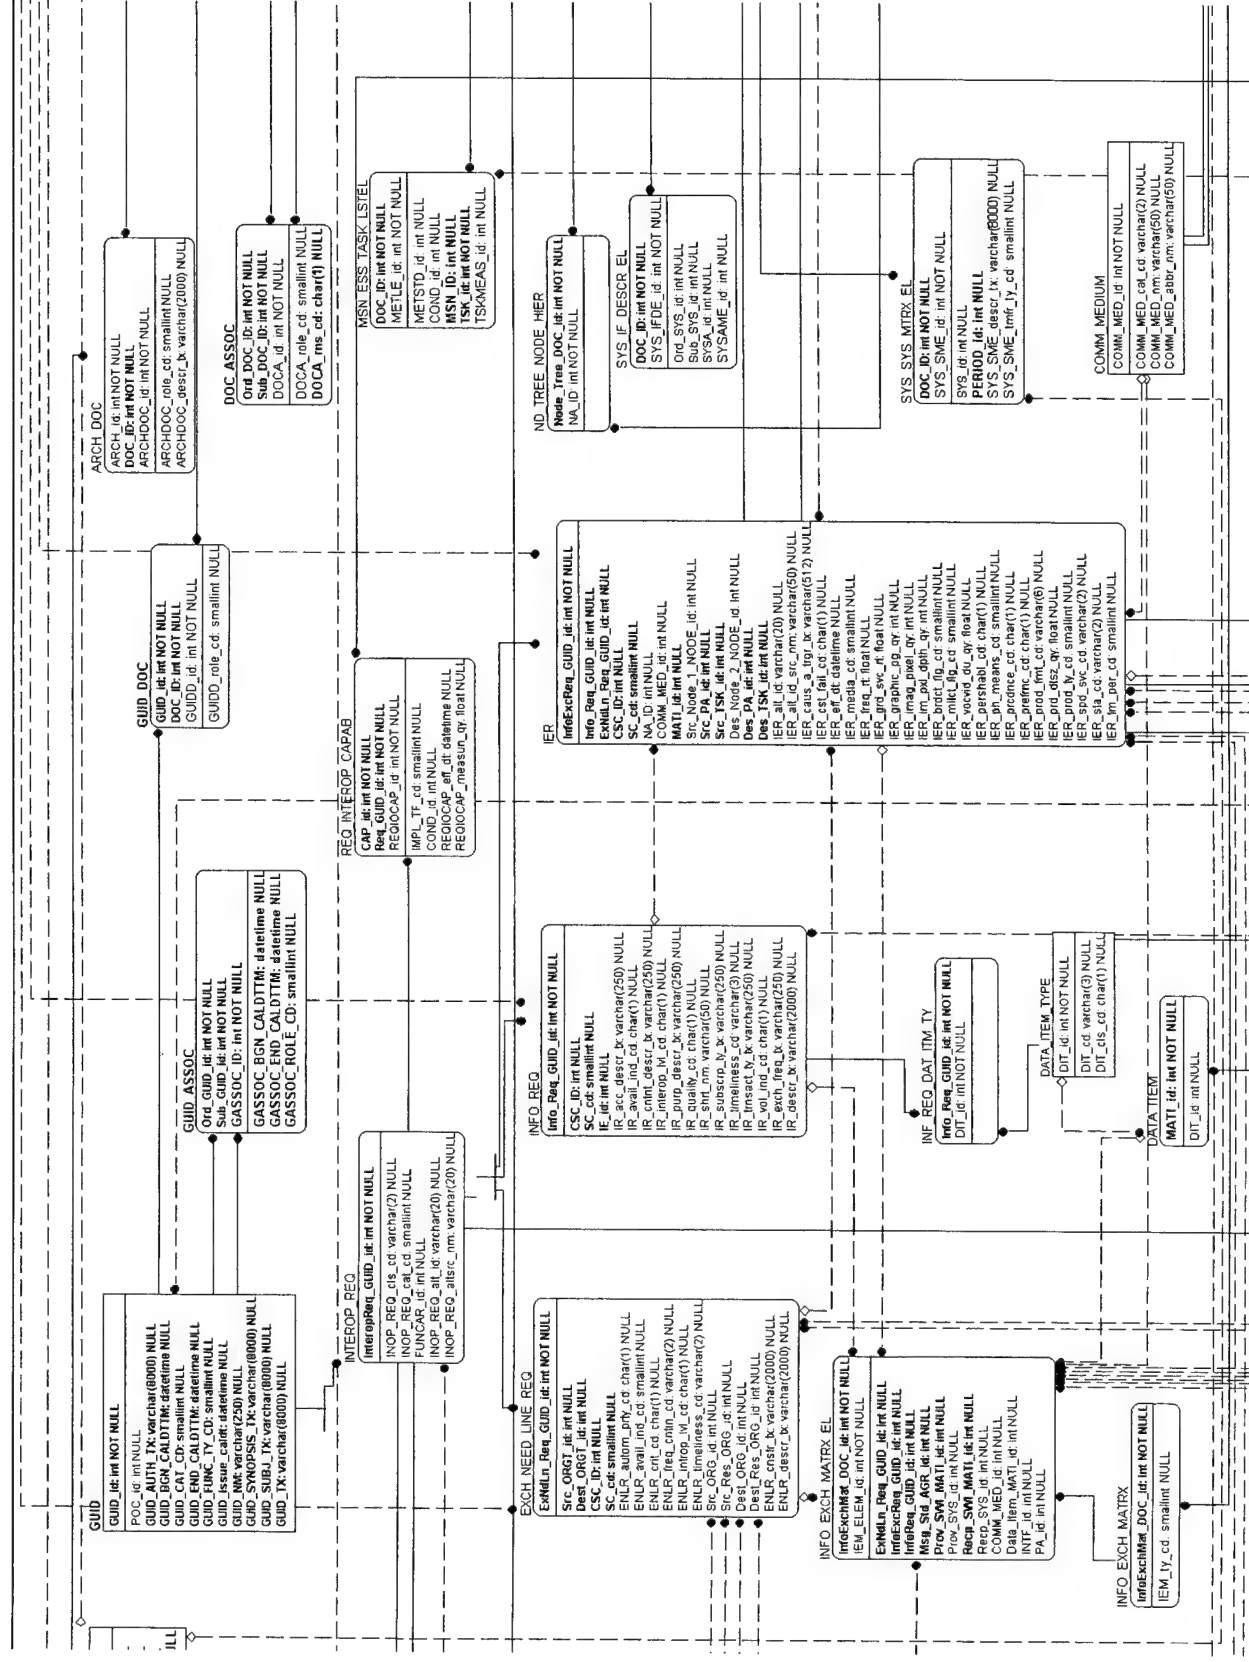 GUID
GUID_id: int NOT NULL
POC_id: int NULL
GUID_AUTH_TX: varchar(8000) NULL
GUID_BGN_CALDTTM: datetime NULL
GUID_CAT_CD: smallint NULL
GUID_END_CALDTTM: datetime NULL
GUID_FUNC_TY_CD: smallint NULL
GUID_issue_caldt: datetime NULL
GUID_NM: varchar(250) NULL
GUID_SYNOPSIS_TX: varchar(8000) NULL
GUID_SUBJ_TX: varchar(8000) NULL
GUID_TX: varchar(8000) NULL
GUID_ASSOC
Ord_GUID_id: int NOT NULL
Sub_GUID_id: int NOT NULL
GASSOC_ID: int NOT NULL
GASSOC_BGN_CALDTTM: datetime NULL
GASSOC_END_CALDTTM: datetime NULL
GASSOC_ROLE_CD: smallint NULL
GUID_DOC
GUID_id: int NOT NULL
DOC_ID: int NOT NULL
GUIDD_id: int NOT NULL
GUIDD_role_cd: smallint NULL
ARCH_DOC
ARCH_id: int NOT NULL
DOC_ID: int NOT NULL
ARCHDOC_id: int NOT NULL
ARCHDOC_role_cd: smallint NULL
ARCHDOC_descr_tx: varchar(2000) NULL
DOC_ASSOC
Ord_DOC_ID: int NOT NULL
Sub_DOC_ID: int NOT NULL
DOCA_id: int NOT NULL
DOCA_role_cd: smallint NULL
DOCA_rns_cd: char(1) NULL
INTEROP_REQ
InteropReq_GUID_id: int NOT NULL
INOP_REQ_cls_cd: varchar(2) NULL
INOP_REQ_cat_cd: smallint NULL
FUNCAR_id: int NULL
INOP_REQ_alt_id: varchar(20) NULL
INOP_REQ_altsrc_nm: varchar(20) NULL
REQ_INTEROP_CAPAB
CAP_id: int NOT NULL
Req_GUID_id: int NOT NULL
REQIOCAP_id: int NOT NULL
IMPL_TF_cd: smallint NULL
COND_id: int NULL
REQIOCAP_eff_dt: datetime NULL
REQIOCAP_measun_qy: float NULL
MSN_ESS_TASK_LSTEL
DOC_ID: int NOT NULL
METLE_id: int NOT NULL
METSTD_id: int NULL
COND_id: int NULL
MSN_ID: int NULL
TSK_id: int NOT NULL
TSKMEAS_id: int NULL
EXCH_NEED_LINE_REQ
ExNdLn_Req_GUID_id: int NOT NULL
Src_ORGT_id: int NULL
Dest_ORGT_id: int NULL
CSC_ID: int NULL
SC_cd: smallint NULL
ENLR_autom_prty_cd: char(1) NULL
ENLR_avail_ind_cd: smallint NULL
ENLR_cnt_cd: char(1) NULL
ENLR_freq_cntin_cd: varchar(2) NULL
ENLR_introp_lvl_cd: char(1) NULL
ENLR_timeliness_cd: varchar(2) NULL
Src_ORG_id: int NULL
Src_Res_ORG_id: int NULL
Dest_ORG_id: int NULL
Dest_Res_ORG_id: int NULL
ENLR_cnstr_tx: varchar(2000) NULL
ENLR_descr_tx: varchar(2000) NULL
INFO_REQ
Info_Req_GUID_id: int NOT NULL
CSC_ID: int NULL
SC_cd: smallint NULL
IE_id: int NULL
IR_acc_descr_tx: varchar(250) NULL
IR_avail_ind_cd: char(1) NULL
IR_cntnt_descr_tx: varchar(250) NULL
IR_interop_lvl_cd: char(1) NULL
IR_purp_descr_tx: varchar(250) NULL
IR_quality_cd: char(1) NULL
IR_shrt_nm: varchar(50) NULL
IR_subscrp_ty_tx: varchar(250) NULL
IR_timeliness_cd: varchar(3) NULL
IR_trnsact_ty_tx: varchar(250) NULL
IR_vol_ind_cd: char(1) NULL
IR_exch_freq_tx: varchar(250) NULL
IR_descr_tx: varchar(2000) NULL
IER
InfoExcReq_GUID_id: int NOT NULL
Info_Req_GUID_id: int NULL
ExNdLn_Req_GUID_id: int NULL
CSC_ID: int NULL
SC_cd: smallint NULL
NA_ID: int NULL
COMM_MED_id: int NULL
MATI_id: int NULL
Src_Node_1_NODE_id: int NULL
Src_PA_id: int NULL
Src_TSK_id: int NULL
Des_Node_2_NODE_id: int NULL
Des_PA_id: int NULL
Des_TSK_id: int NULL
IER_alt_id: varchar(20) NULL
IER_alt_id_src_nm: varchar(50) NULL
IER_caus_a_trgr_tx: varchar(512) NULL
IER_cst_fail_cd: char(1) NULL
IER_eff_dt: datetime NULL
IER_media_cd: smallint NULL
IER_freq_rt: float NULL
IER_grd_svc_rt: float NULL
IER_graphic_pg_qy: int NULL
IER_imag_pixel_qy: int NULL
IER_im_pxl_dpth_qy: int NULL
IER_brdct_flg_cd: smallint NULL
IER_mltct_flg_cd: smallint NULL
IER_vocvid_du_qy: float NULL
IER_pershabl_cd: char(1) NULL
IER_ph_means_cd: smallint NULL
IER_prcdnce_cd: char(1) NULL
IER_prefrnc_cd: char(1) NULL
IER_prod_fmt_cd: varchar(6) NULL
IER_prd_dtsz_qy: float NULL
IER_prd_ty_cd: smallint NULL
IER_spd_svc_cd: varchar(2) NULL
IER_sta_cd: varchar(2) NULL
IER_tm_per_cd: smallint NULL
ND_TREE_NODE_HIER
Node_Tree_Doc_id: int NOT NULL
NA_ID: int NOT NULL
SYS_IF_DESCR_EL
DOC_ID: int NOT NULL
SYS_IFDE_id: int NOT NULL
Ord_SYS_id: int NULL
Sub_SYS_id: int NULL
SYSA_id: int NULL
SYSAME_id: int NULL
SYS_SYS_MTRX_EL
DOC_ID: int NOT NULL
SYS_SME_id: int NOT NULL
SYS_id: int NULL
PERIOD_id: int NULL
SYS_SME_descr_tx: varchar(8000) NULL
SYS_SME_tmfr_ty_cd: smallint NULL
COMM_MEDIUM
COMM_MED_id: int NOT NULL
COMM_MED_cat_cd: varchar(2) NULL
COMM_MED_nm: varchar(50) NULL
COMM_MED_abbr_nm: varchar(50) NULL
INFO_EXCH_MATRX_EL
InfoExchMat_DOC_id: int NOT NULL
IEM_ELEM_id: int NOT NULL
ExNdLn_Req_GUID_id: int NULL
InfoExcReq_GUID_id: int NULL
InfoReq_GUID_id: int NULL
Msg_Std_AGR_id: int NULL
Prov_SWI_MATI_id: int NULL
Prov_SYS_id: int NULL
Recp_SWI_MATI_id: int NULL
Recp_SYS_id: int NULL
COMM_MED_id: int NULL
Data_Item_MATI_id: int NULL
INTF_id: int NULL
PA_id: int NULL
INF_REQ_DAT_ITM_TY
Info_Req_GUID_id: int NOT NULL
DIT_id: int NOT NULL
DATA_ITEM_TYPE
DIT_id: int NOT NULL
DIT_cd: varchar(3) NULL
DIT_cls_cd: char(1) NULL
DATA_ITEM
MATI_id: int NOT NULL
DIT_id: int NULL
INFO_EXCH_MATRX
InfoExchMat_DOC_id: int NOT NULL
IEM_ty_cd: smallint NULL